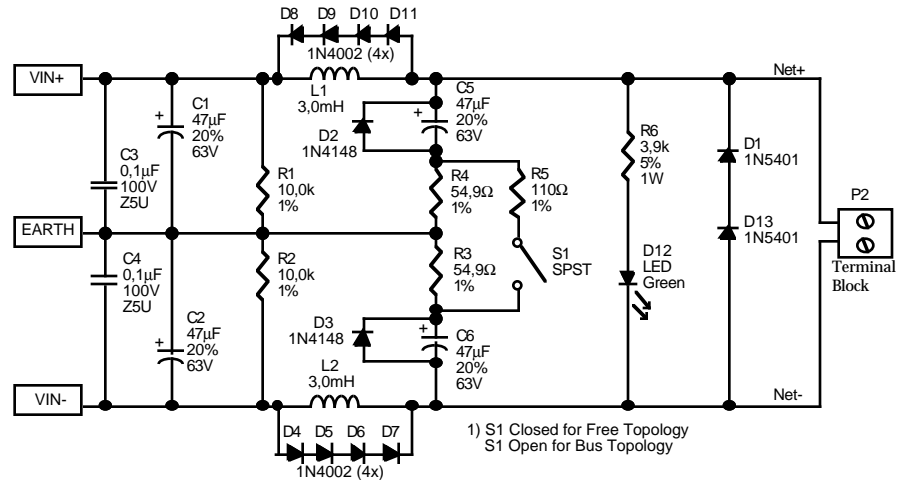 D8 D9 D10 D11
1N4002 (4x)
VIN+
Net+
L1
3,0mH
C5
47µF
20%
63V
+
C1
47µF
20%
63V
+
D2
1N4148
R6
3,9k
5%
1W
D1
1N5401
C3
0,1µF
100V
Z5U
R1
10,0k
1%
R4
54,9Ω
1%
R5
110Ω
1%
P2
EARTH
D13
1N5401
C4
0,1µF
100V
Z5U
R2
10,0k
1%
R3
54,9Ω
1%
S1
SPST
D12
LED
Green
Terminal
Block
C2
47µF
20%
63V
+
D3
1N4148
+
C6
47µF
20%
63V
L2
3,0mH
VIN-
Net-
D4 D5 D6 D7
1N4002 (4x)
1) S1 Closed for Free Topology
S1 Open for Bus Topology